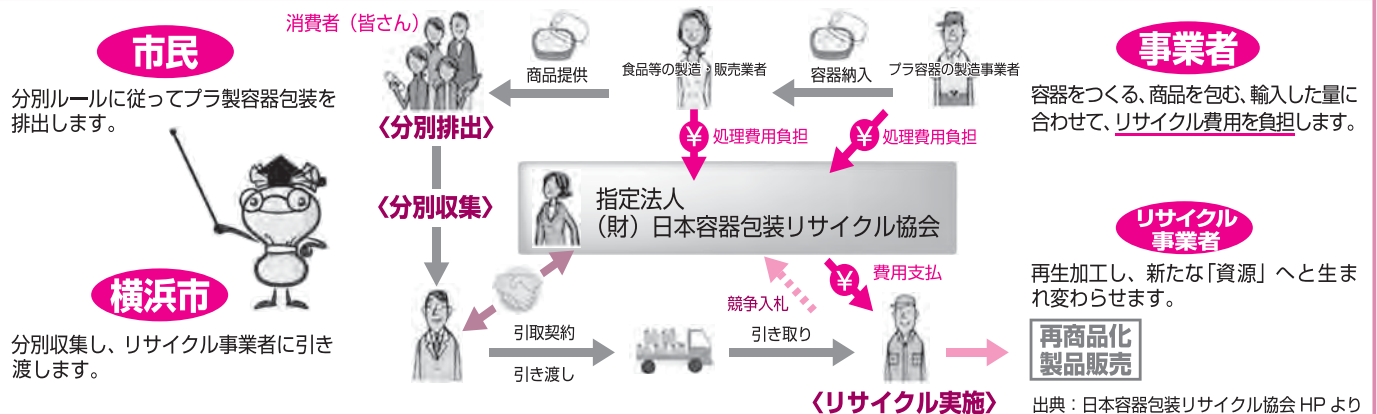 市民
分別ルールに従ってプラ製容器包装を
排出します。
横浜市
分別収集し、リサイクル事業者に引き
渡します。
消費者（皆さん）
商品提供
食品等の製造・販売業者
容器納入
プラ容器の製造事業者
〈分別排出〉
¥
処理費用負担
¥
処理費用負担
〈分別収集〉
指定法人
（財）日本容器包装リサイクル協会
¥
費用支払
競争入札
引取契約
引き渡し
引き取り
〈リサイクル実施〉
事業者
容器をつくる、商品を包む、輸入した量に
合わせて、リサイクル費用を負担します。
リサイクル
事業者
再生加工し、新たな「資源」へと生ま
れ変わらせます。
再商品化
製品販売
出典：日本容器包装リサイクル協会 HP より